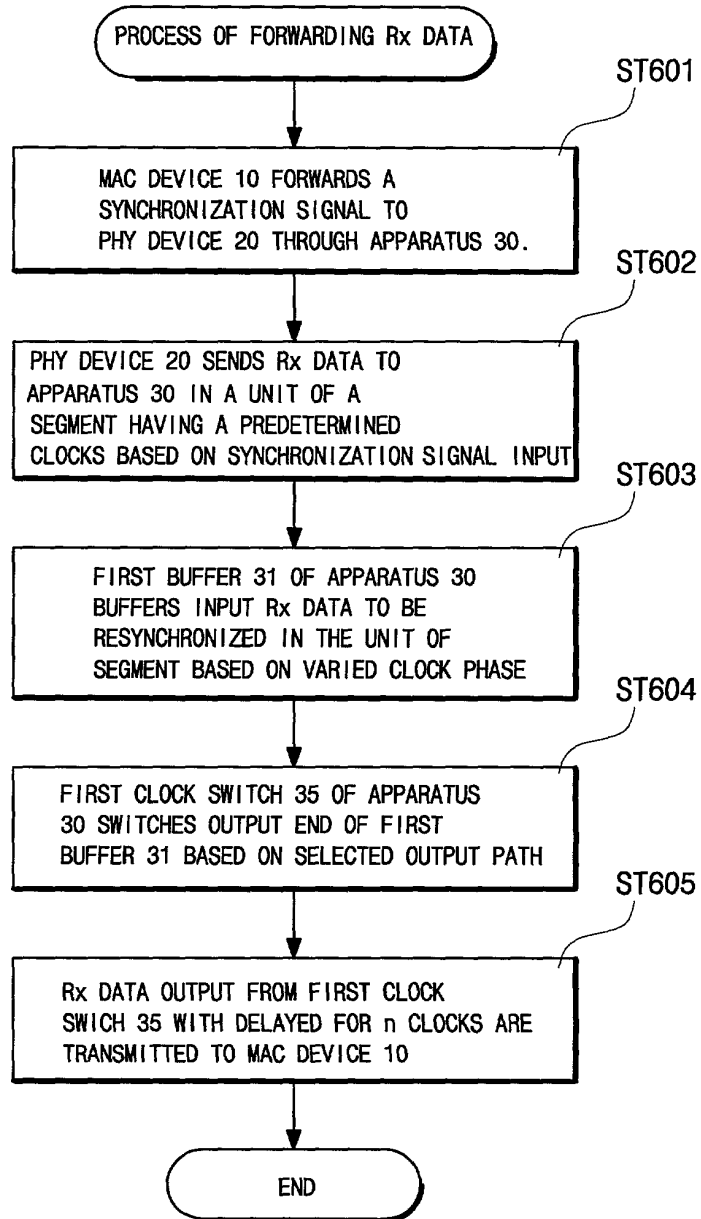 PROCESS OF FORWARDING Rx DATA
ST601
MAC DEVICE 10 FORWARDS A
SYNCHRONIZATION SIGNAL TO
PHY DEVICE 20 THROUGH APPARATUS 30.
ST602
PHY DEVICE 20 SENDS Rx DATA TO
APPARATUS 30 IN A UNIT OF A
SEGMENT HAVING A PREDETERMINED
CLOCKS BASED ON SYNCHRONIZATION SIGNAL INPUT
ST603
FIRST BUFFER 31 OF APPARATUS 30
BUFFERS INPUT Rx DATA TO BE
RESYNCHRONIZED IN THE UNIT OF
SEGMENT BASED ON VARIED CLOCK PHASE
ST604
FIRST CLOCK SWITCH 35 OF APPARATUS
30 SWITCHES OUTPUT END OF FIRST
BUFFER 31 BASED ON SELECTED OUTPUT PATH
ST605
Rx DATA OUTPUT FROM FIRST CLOCK
SWICH 35 WITH DELAYED FOR n CLOCKS ARE
TRANSMITTED TO MAC DEVICE 10
END